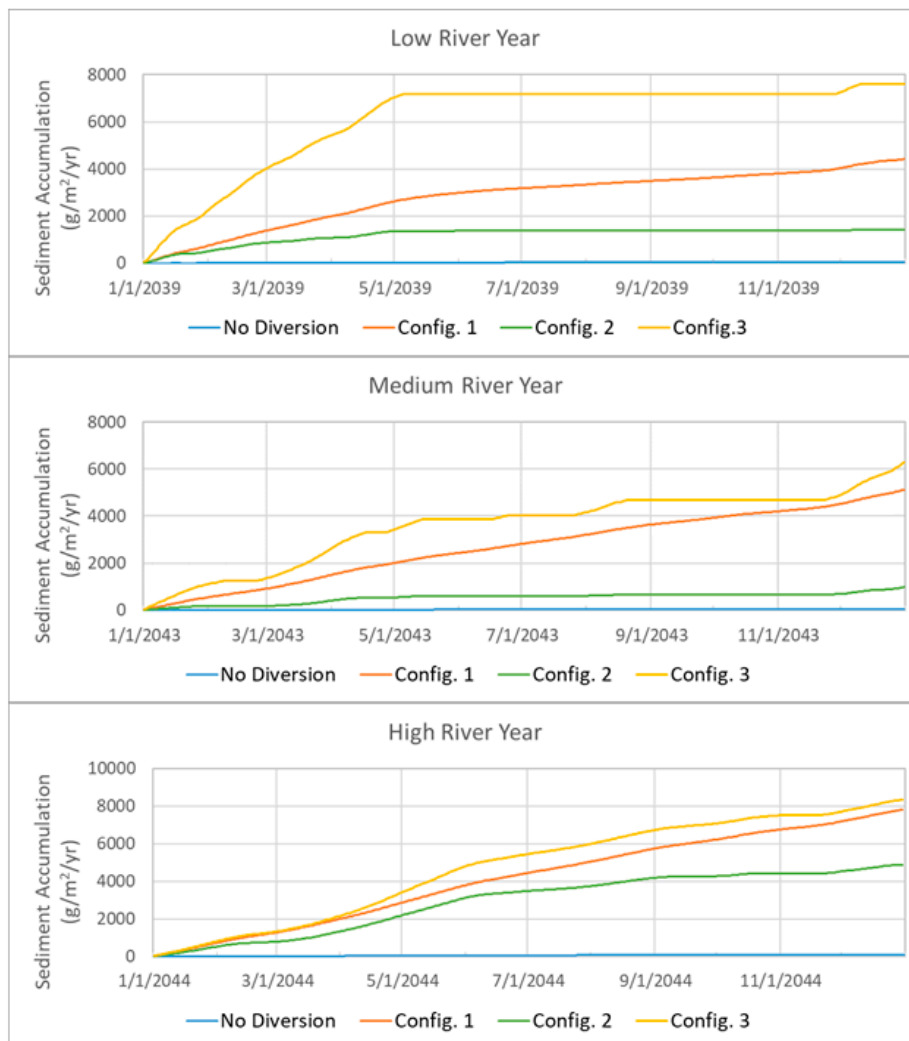 Low River Year
Sediment Accumulation
(g/m²/yr)
8000
6000
4000
2000
0
1/1/2039 3/1/2039 5/1/2039 7/1/2039 9/1/2039 11/1/2039
No Diversion Config. 1 Config. 2 Config.3
Medium River Year
Sediment Accumulation
(g/m²/yr)
8000
6000
4000
2000
0
1/1/2043 3/1/2043 5/1/2043 7/1/2043 9/1/2043 11/1/2043
No Diversion Config. 1 Config. 2 Config. 3
High River Year
Sediment Accumulation
(g/m²/yr)
10000
8000
6000
4000
2000
0
1/1/2044 3/1/2044 5/1/2044 7/1/2044 9/1/2044 11/1/2044
No Diversion Config. 1 Config. 2 Config. 3